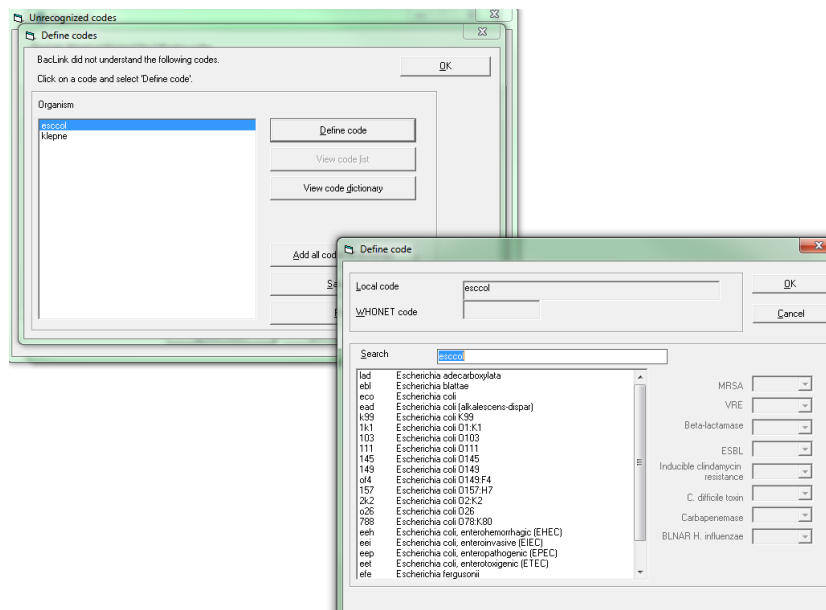 Unrecognized codes
Define codes
BacLink did not understand the following codes.
Click on a code and select 'Define code'.
OK
Organism
esccol
klepne
Define code
View code list
View code dictionary
Add all cod
Sa
Define code
Local code
esccol
WHONET code
OK
Cancel
Search
esccol
lad Escherichia adecarboxylata
ebl Escherichia blattae
eco Escherichia coli
ead Escherichia coli (alkalescens-dispar)
k99 Escherichia coli K99
1k1 Escherichia coli O1:K1
103 Escherichia coli O103
111 Escherichia coli O111
145 Escherichia coli O145
149 Escherichia coli O149
of4 Escherichia coli O149:F4
157 Escherichia coli O157:H7
2k2 Escherichia coli O2:K2
o26 Escherichia coli O26
788 Escherichia coli O78:K80
eeh Escherichia coli, enterohemorrhagic (EHEC)
eei Escherichia coli, enteroinvasive (EIEC)
eep Escherichia coli, enteropathogenic (EPEC)
eet Escherichia coli, enterotoxigenic (ETEC)
efe Escherichia fergusonii
MRSA
VRE
Beta-lactamase
ESBL
Inducible clindamycin
resistance
C. difficile toxin
Carbapenemase
BLNAR H. influenzae